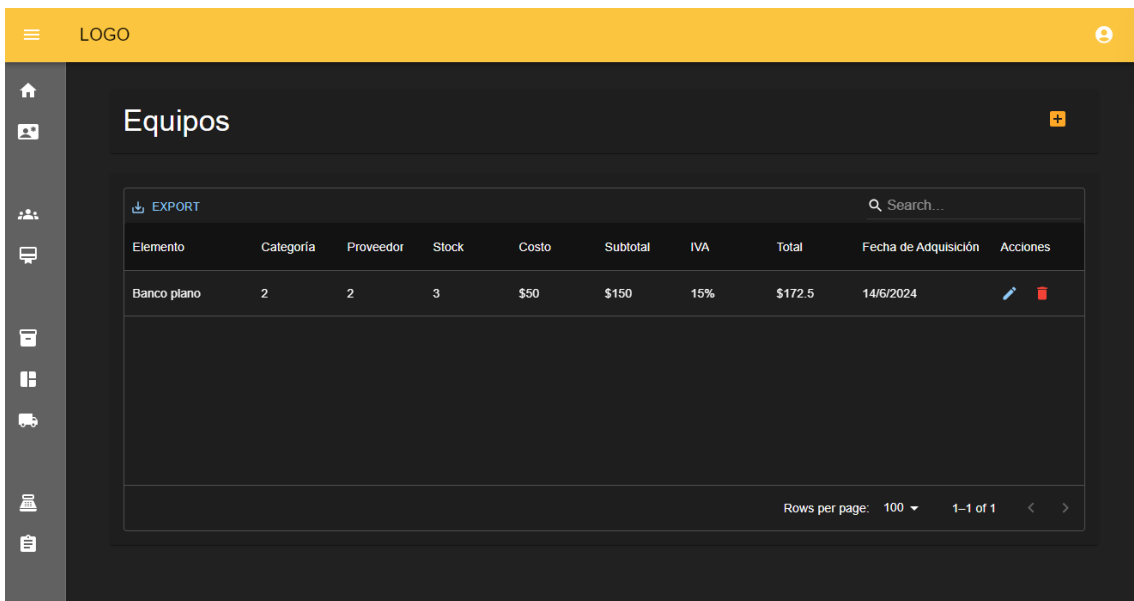 LOGO
Equipos
EXPORT
Search...
Elemento Categoría Proveedor Stock Costo Subtotal IVA Total Fecha de Adquisición Acciones
Banco plano 2 2 3 $50 $150 15% $172.5 14/6/2024
Rows per page: 100 1–1 of 1